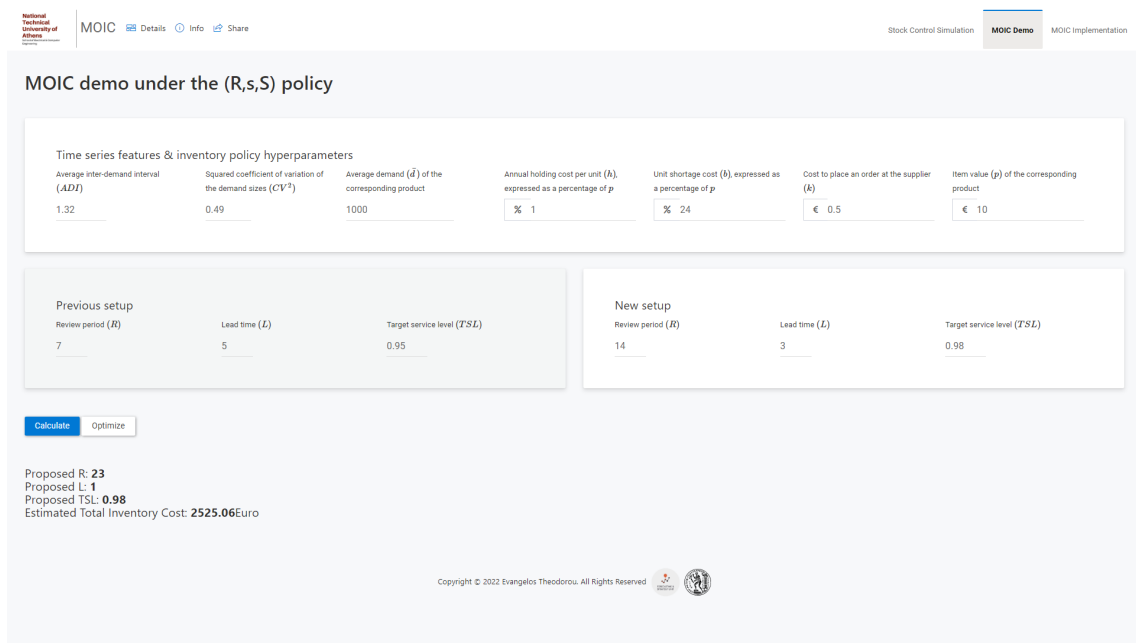 National
Technical
University of
Athens
MOIC Details Info Share
Stock Control Simulation MOIC Demo MOIC Implementation
MOIC demo under the (R,s,S) policy
Time series features & inventory policy hyperparameters
Average inter-demand interval
(ADI)
1.32
Squared coefficient of variation of
the demand sizes (CV²)
0.49
Average demand (d̄) of the
corresponding product
1000
Annual holding cost per unit (h),
expressed as a percentage of p
% 1
Unit shortage cost (b), expressed as
a percentage of p
% 24
Cost to place an order at the supplier
(k)
€ 0.5
Item value (p) of the corresponding
product
€ 10
Previous setup
Review period (R) Lead time (L) Target service level (TSL)
7 5 0.95
New setup
Review period (R) Lead time (L) Target service level (TSL)
14 3 0.98
Calculate Optimize
Proposed R: 23
Proposed L: 1
Proposed TSL: 0.98
Estimated Total Inventory Cost: 2525.06Euro
Copyright © 2022 Evangelos Theodorou. All Rights Reserved